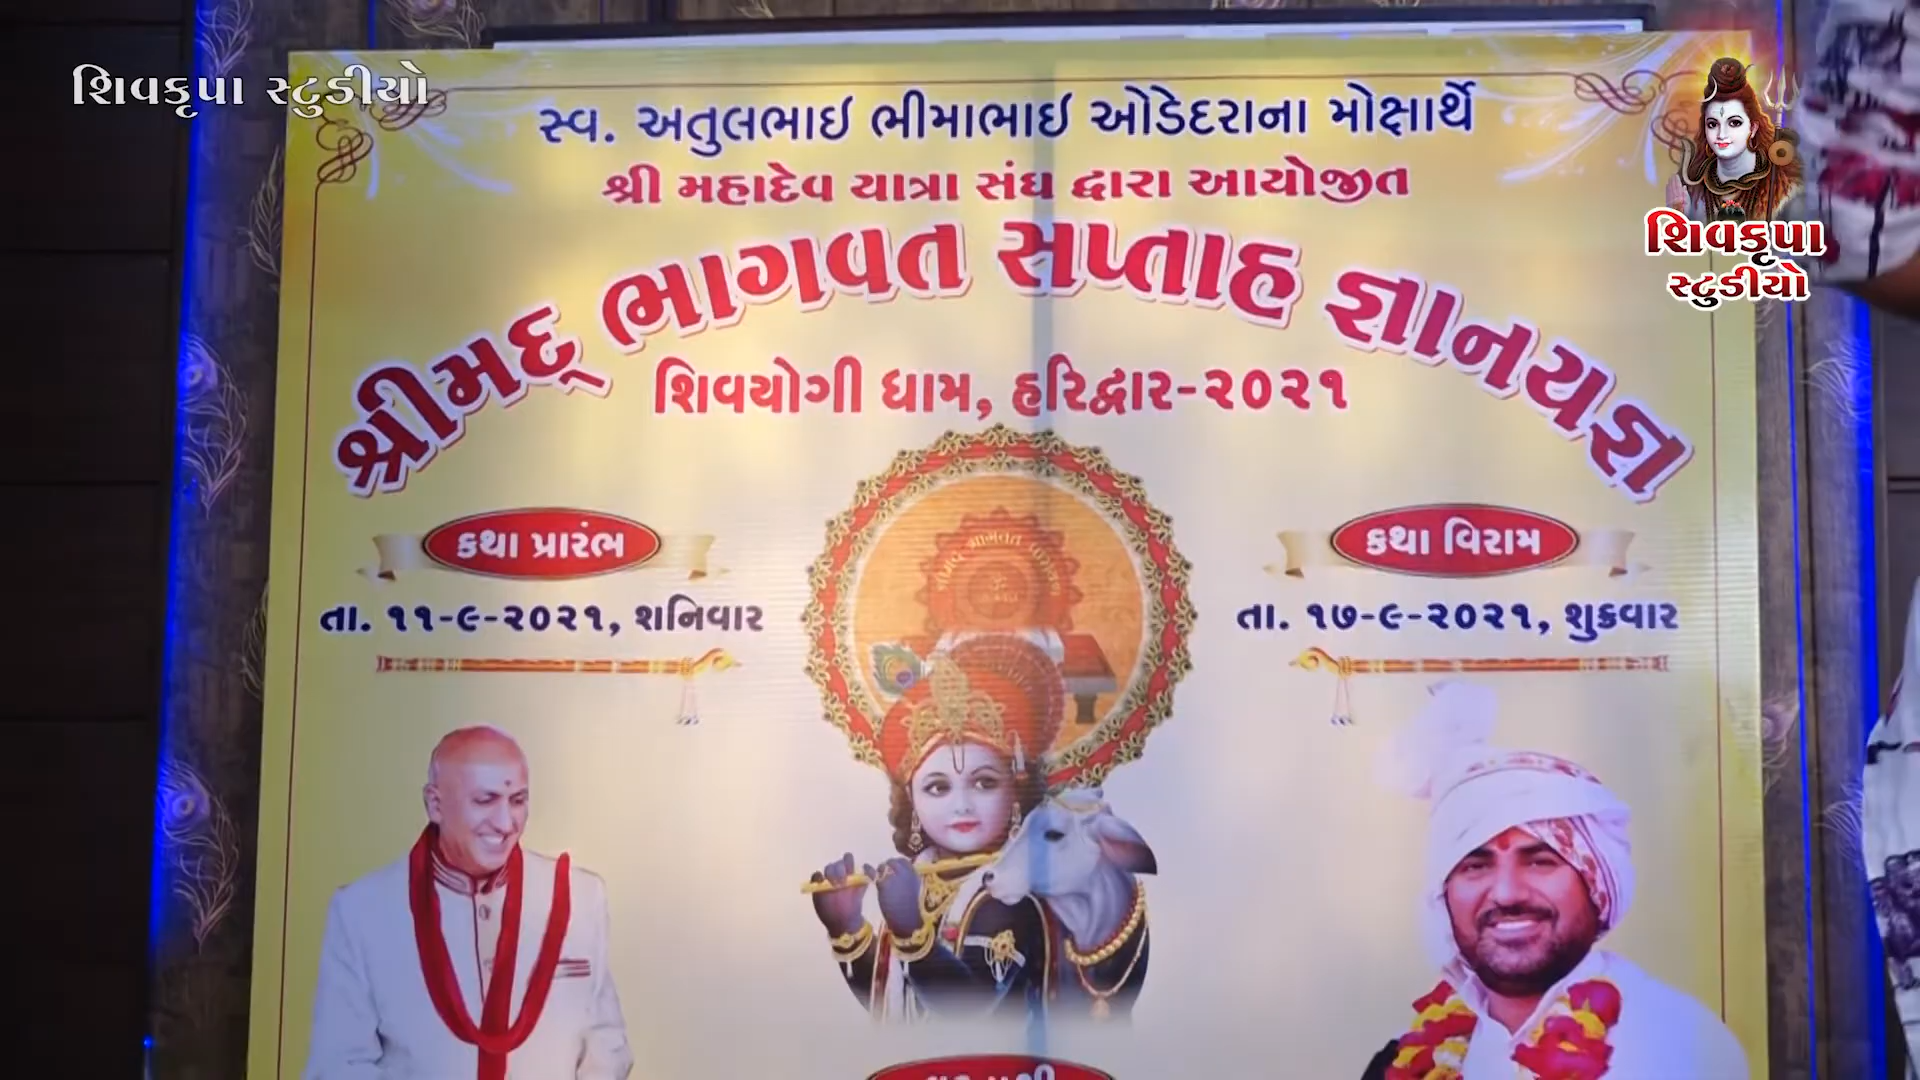 શિવકૃપા સ્ટુડીયો
સ્વ. અતુલભાઇ ભીમાભાઇ ઓડેદરાના મોક્ષાર્થે
શ્રી મહાદેવ યાત્રા સંઘ દ્વારા આયોજીત
શ્રીમદ્ ભાગવત સપ્તાહ જ્ઞાનયજ્ઞ
શિવયોગી ધામ, હરિદ્વાર-૨૦૨૧
શિવકૃપા
સ્ટુડીયો
કથા પ્રારંભ
તા. ૧૧-૯-૨૦૨૧, શનિવાર
કથા વિરામ
તા. ૧૭-૯-૨૦૨૧, શુક્રવાર